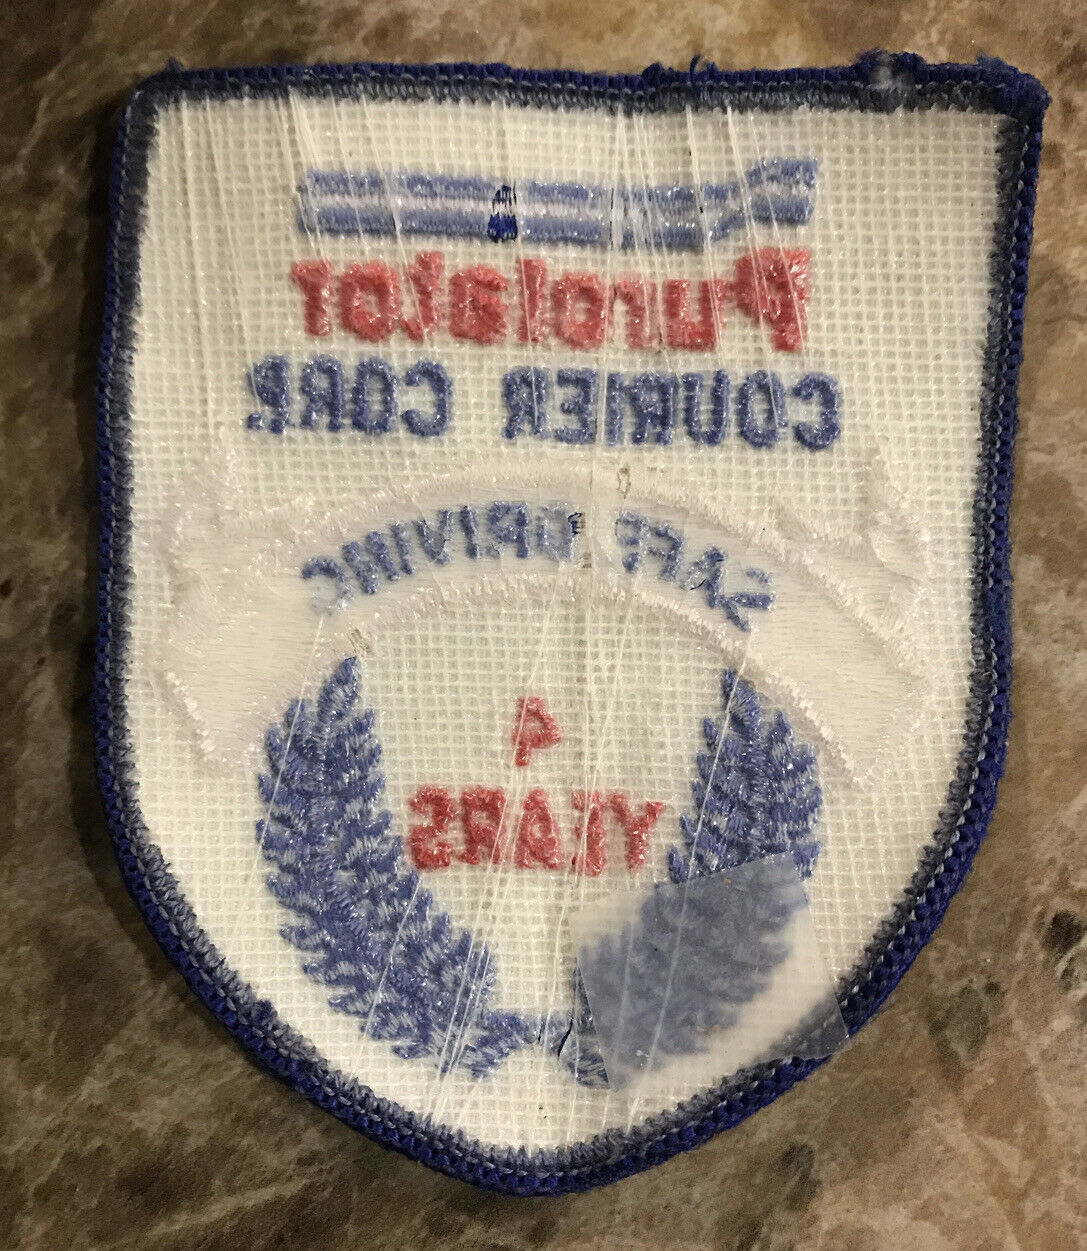 Purolator
COURIER CORP.
SAFE DRIVING
4
YEARS